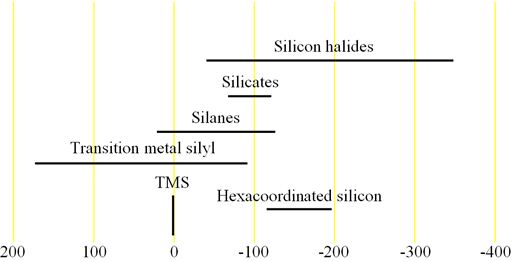 Silicon halides
Silicates
Silanes
Transition metal silyl
TMS
Hexacoordinated silicon
200 100 0 -100 -200 -300 -400